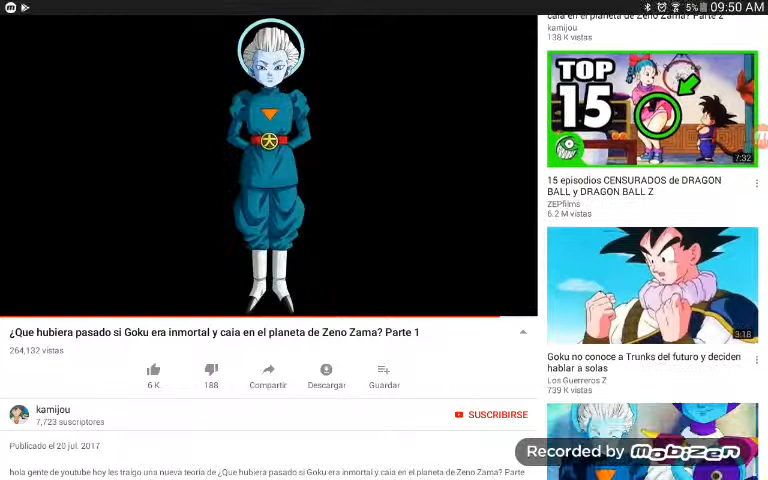 5% 09:50 AM
caia en el planeta de Zeno Zama? Parte 2
kamijou
138 K vistas
TOP
15
7:32
15 episodios CENSURADOS de DRAGON
BALL y DRAGON BALL Z
ZEPfilms
6.2 M vistas
3:18
Goku no conoce a Trunks del futuro y deciden
hablar a solas
Los Guerreros Z
739 K vistas
大
¿Que hubiera pasado si Goku era inmortal y caia en el planeta de Zeno Zama? Parte 1
264,132 vistas
6 K
188
Compartir
Descargar
Guardar
kamijou
7,723 suscriptores
SUSCRIBIRSE
Publicado el 20 jul. 2017
hola gente de youtube hoy les traigo una nueva teoria de ¿Que hubiera pasado si Goku era inmortal y caia en el planeta de Zeno Zama? Parte
Recorded by mobizen